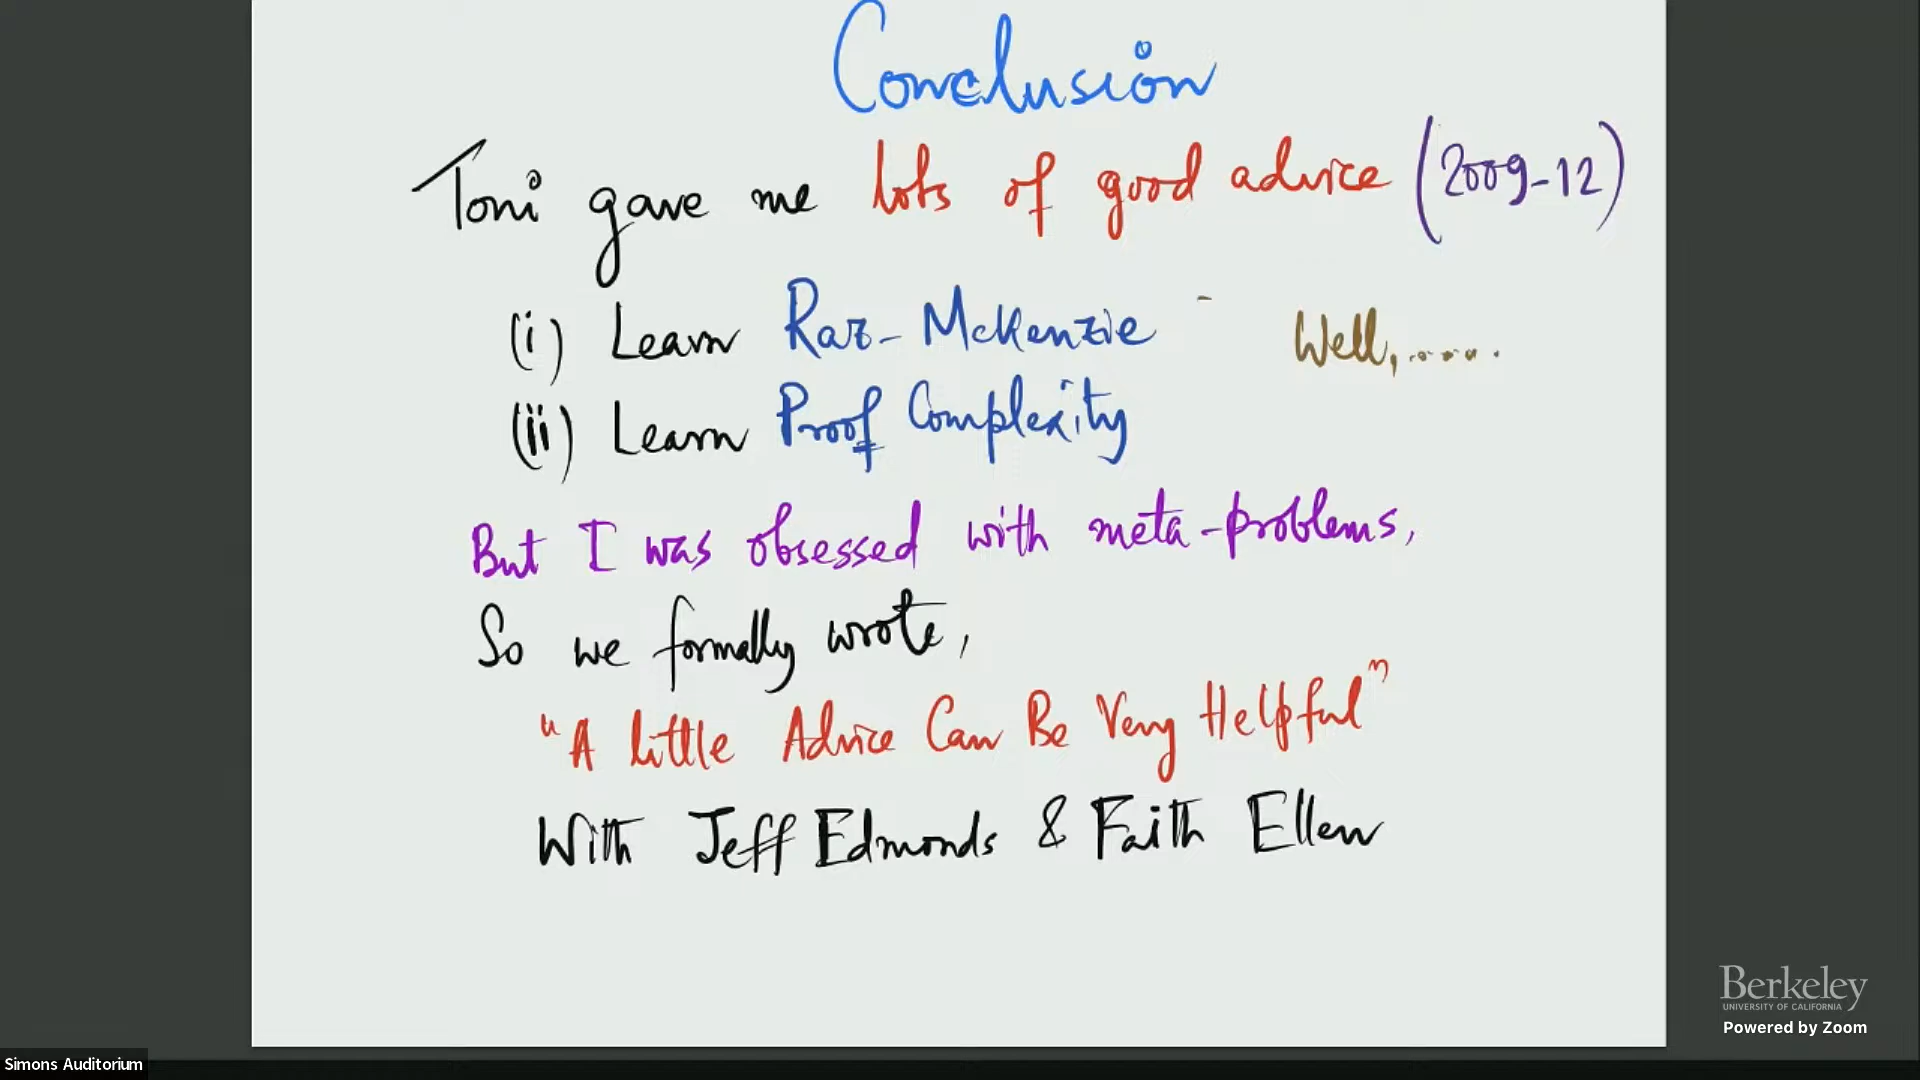 Conclusion
Toni gave me lots of good advice (2009-12)
(i) Learn Raz-McKenzie - Well,.....
(ii) Learn Proof Complexity
But I was obsessed with meta-problems,
So we formally wrote,
"A little Advice Can Be Very Helpful"
With Jeff Edmonds & Faith Ellen
Berkeley
UNIVERSITY OF CALIFORNIA
Powered by Zoom
Simons Auditorium